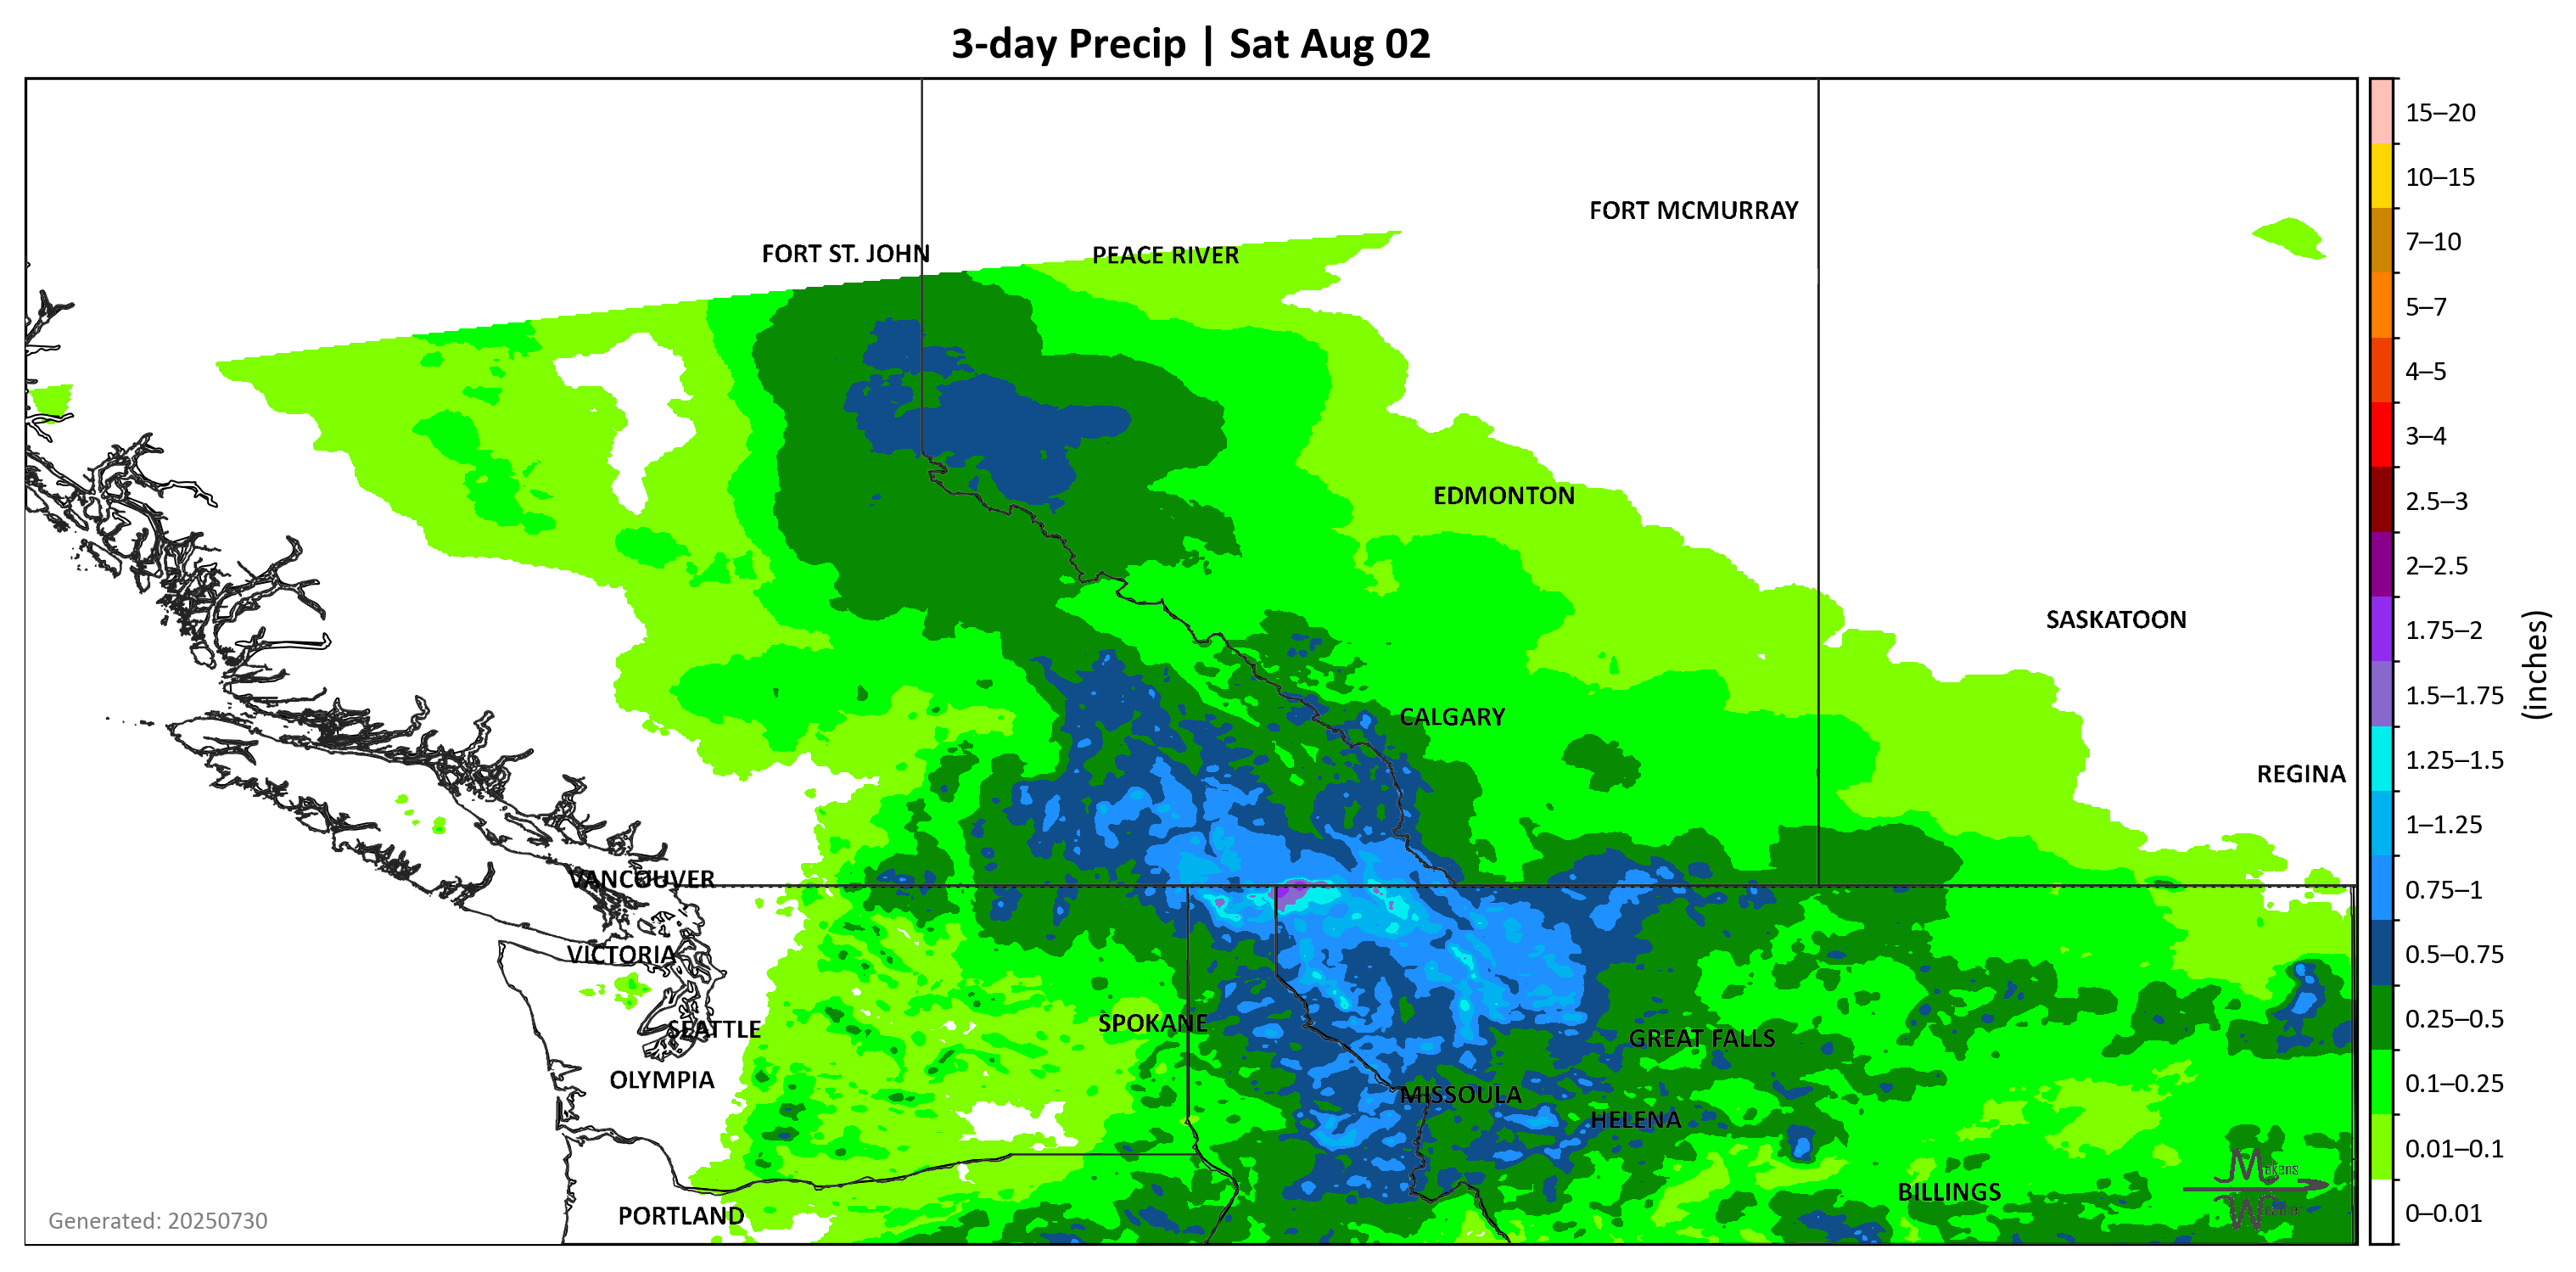 3-day Precip | Sat Aug 02
15–20
10–15
7–10
5–7
4–5
3–4
2.5–3
2–2.5
1.75–2
1.5–1.75
1.25–1.5
1–1.25
0.75–1
0.5–0.75
0.25–0.5
0.1–0.25
0.01–0.1
0–0.01
(inches)
FORT MCMURRAY
FORT ST. JOHN
PEACE RIVER
EDMONTON
SASKATOON
CALGARY
REGINA
VANCOUVER
VICTORIA
SPOKANE
SEATTLE
GREAT FALLS
OLYMPIA
MISSOULA
HELENA
BILLINGS
PORTLAND
Generated: 20250730